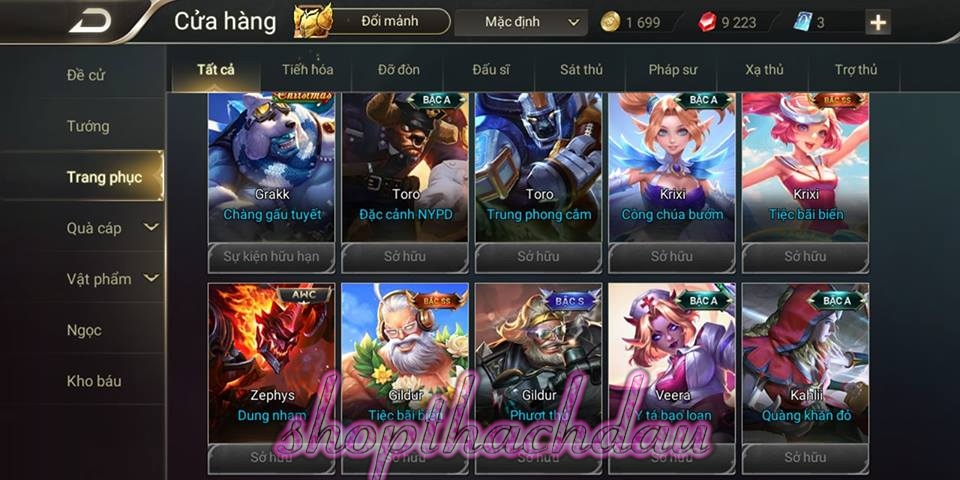 Cửa hàng
Đổi mảnh
Mặc định
1 699
9 223
3
Đề cử
Tướng
Trang phục
Quà cáp
Vật phẩm
Ngọc
Kho báu
Tất cả
Tiến hóa
Đỡ đòn
Đấu sĩ
Sát thủ
Pháp sư
Xạ thủ
Trợ thủ
Christmas
Grakk
Chàng gấu tuyết
Sự kiện hữu hạn
BẬC A
Toro
Đặc cảnh NYPD
Sở hữu
Toro
Trung phong cấm
Sở hữu
BẬC A
Krixi
Công chúa bướm
Sở hữu
BẬC SS
Krixi
Tiệc bãi biển
Sở hữu
AWC
Zephys
Dung nham
Sở hữu
BẬC SS
Gildur
Tiệc bãi biển
Sở hữu
BẬC S
Gildur
Phượt thủ
Sở hữu
BẬC A
Veera
Y tá bạo loạn
Sở hữu
BẬC A
Kahlii
Quàng khăn đỏ
Sở hữu
shopthachdau